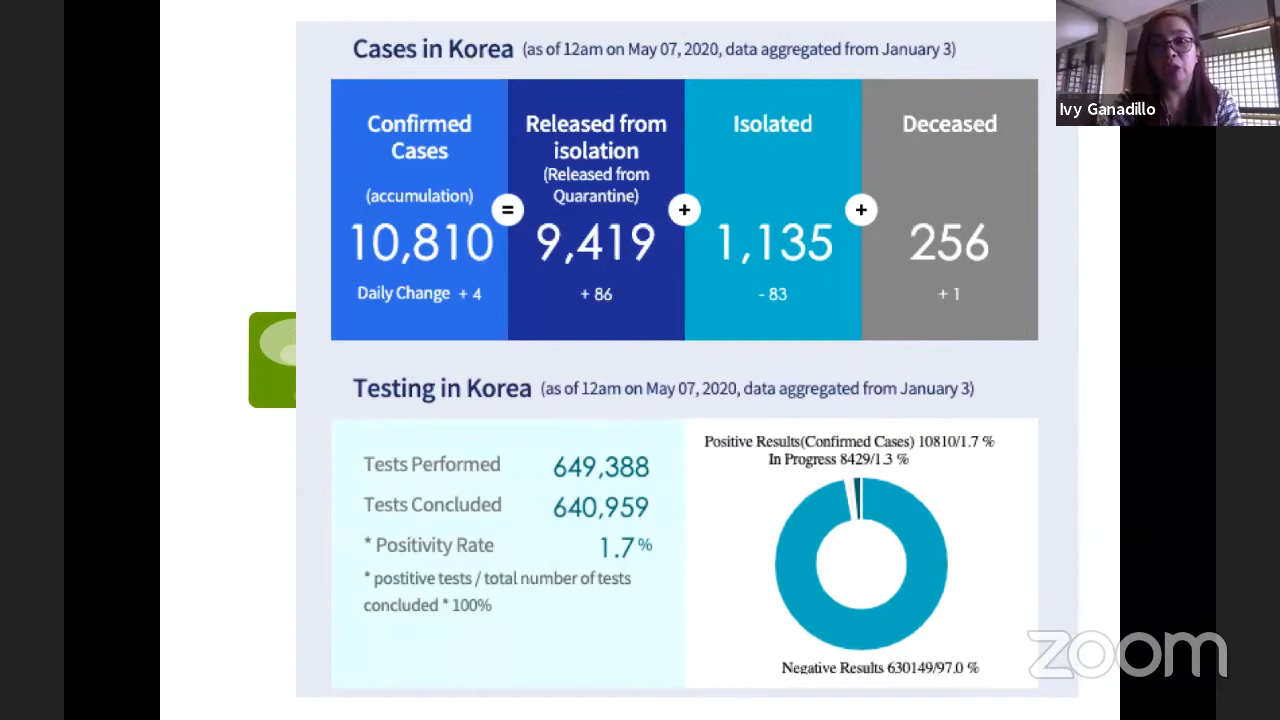 Cases in Korea (as of 12am on May 07, 2020, data aggregated from January 3)
Ivy Ganadillo
Confirmed
Cases
(accumulation)
10,810
Daily Change + 4
=
Released from
isolation
(Released from
Quarantine)
9,419
+ 86
+
Isolated
1,135
- 83
+
Deceased
256
+ 1
Testing in Korea (as of 12am on May 07, 2020, data aggregated from January 3)
Tests Performed 649,388
Tests Concluded 640,959
* Positivity Rate 1.7%
* postitive tests / total number of tests
concluded * 100%
Positive Results(Confirmed Cases) 10810/1.7 %
In Progress 8429/1.3 %
Negative Results 630149/97.0 %
zoom